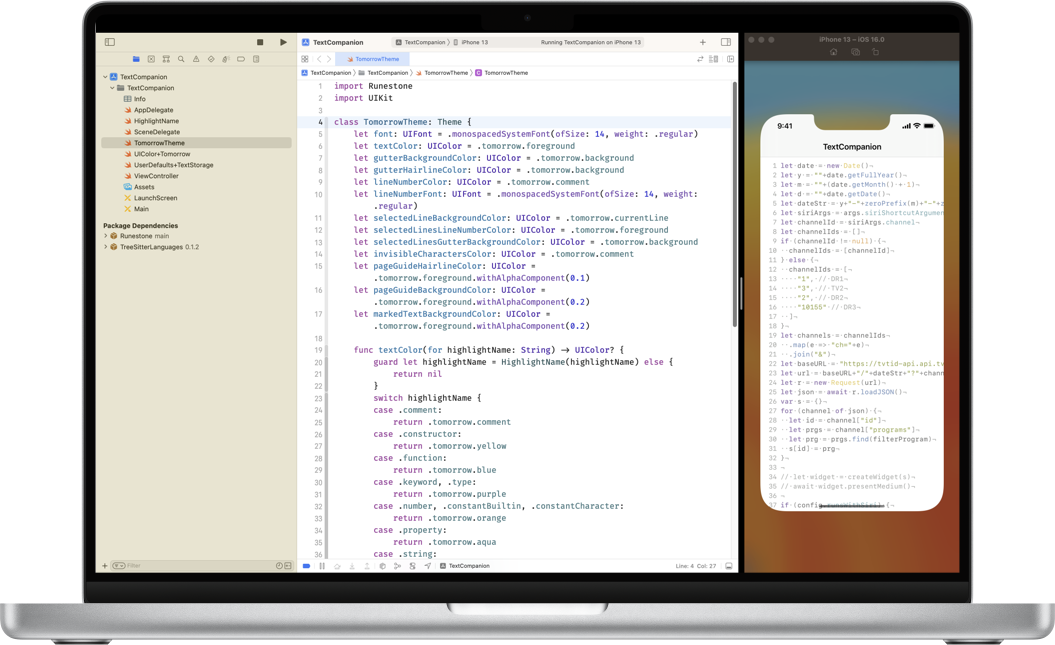 TextCompanion
TextCompanion
iPhone 13
Running TextCompanion on iPhone 13
TextCompanion
TextCompanion
Info
AppDelegate
HighlightName
SceneDelegate
TomorrowTheme
UIColor+Tomorrow
UserDefaults+TextStorage
ViewController
Assets
LaunchScreen
Main
Package Dependencies
Runestone main
TreeSitterLanguages 0.1.2
Filter
TomorrowTheme
TextCompanion
TextCompanion
TomorrowTheme
TomorrowTheme
1 import Runestone
2 import UIKit
3
4 class TomorrowTheme: Theme {
5 let font: UIFont = .monospacedSystemFont(ofSize: 14, weight: .regular)
6 let textColor: UIColor = .tomorrow.foreground
7 let gutterBackgroundColor: UIColor = .tomorrow.background
8 let gutterHairlineColor: UIColor = .tomorrow.background
9 let lineNumberColor: UIColor = .tomorrow.comment
10 let lineNumberFont: UIFont = .monospacedSystemFont(ofSize: 14, weight:
.regular)
11 let selectedLineBackgroundColor: UIColor = .tomorrow.currentLine
12 let selectedLinesLineNumberColor: UIColor = .tomorrow.foreground
13 let selectedLinesGutterBackgroundColor: UIColor = .tomorrow.background
14 let invisibleCharactersColor: UIColor = .tomorrow.comment
15 let pageGuideHairlineColor: UIColor =
.tomorrow.foreground.withAlphaComponent(0.1)
16 let pageGuideBackgroundColor: UIColor =
.tomorrow.foreground.withAlphaComponent(0.2)
17 let markedTextBackgroundColor: UIColor =
.tomorrow.foreground.withAlphaComponent(0.2)
18
19 func textColor(for highlightName: String) -> UIColor? {
20 guard let highlightName = HighlightName(highlightName) else {
21 return nil
22 }
23 switch highlightName {
24 case .comment:
25 return .tomorrow.comment
26 case .constructor:
27 return .tomorrow.yellow
28 case .function:
29 return .tomorrow.blue
30 case .keyword, .type:
31 return .tomorrow.purple
32 case .number, .constantBuiltin, .constantCharacter:
33 return .tomorrow.orange
34 case .property:
35 return .tomorrow.aqua
36 case .string:
TextCompanion
Line: 4 Col: 27
iPhone 13 – iOS 16.0
9:41
TextCompanion
1 let date = new Date()¬
2 let y = ""+date.getFullYear()
3 let m = ""+(date.getMonth() + 1)
4 let d = ""+date.getDate()
5 let dateStr = y+"-"+zeroPrefix(m)+"-"+z
6 let siriArgs = args.siriShortcutArgumen
7 let channelId = siriArgs.channel
8 let channelIds = []
9 if (channelId != null) {
10 ··channelIds = [channelId]
11 } else {¬
12 ··channelIds = [¬
13 ····"1", // DR1¬
14 ····"3", // TV2¬
15 ····"2", // DR2¬
16 ····"10155" // DR3¬
17 ··]¬
18 }¬
19 let channels = channelIds
20 ··.map(e => "ch="+e)
21 ··.join("&")¬
22 let baseURL = "https://tvtid-api.api.tv
23 let url = baseURL+"/"+dateStr+"?"+chann
24 let r = new Request(url)¬
25 let json = await r.loadJSON()¬
26 var s = {}¬
27 for (channel of json) {¬
28 ··let id = channel["id"]¬
29 ··let prgs = channel["programs"]¬
30 ··let prg = prgs.find(filterProgram)¬
31 ··s[id] = prg¬
32 }¬
33 ¬
34 // let widget = createWidget(s)¬
35 // await widget.presentMedium()¬
36 ¬
37 if (config.runsWithSiri) {¬